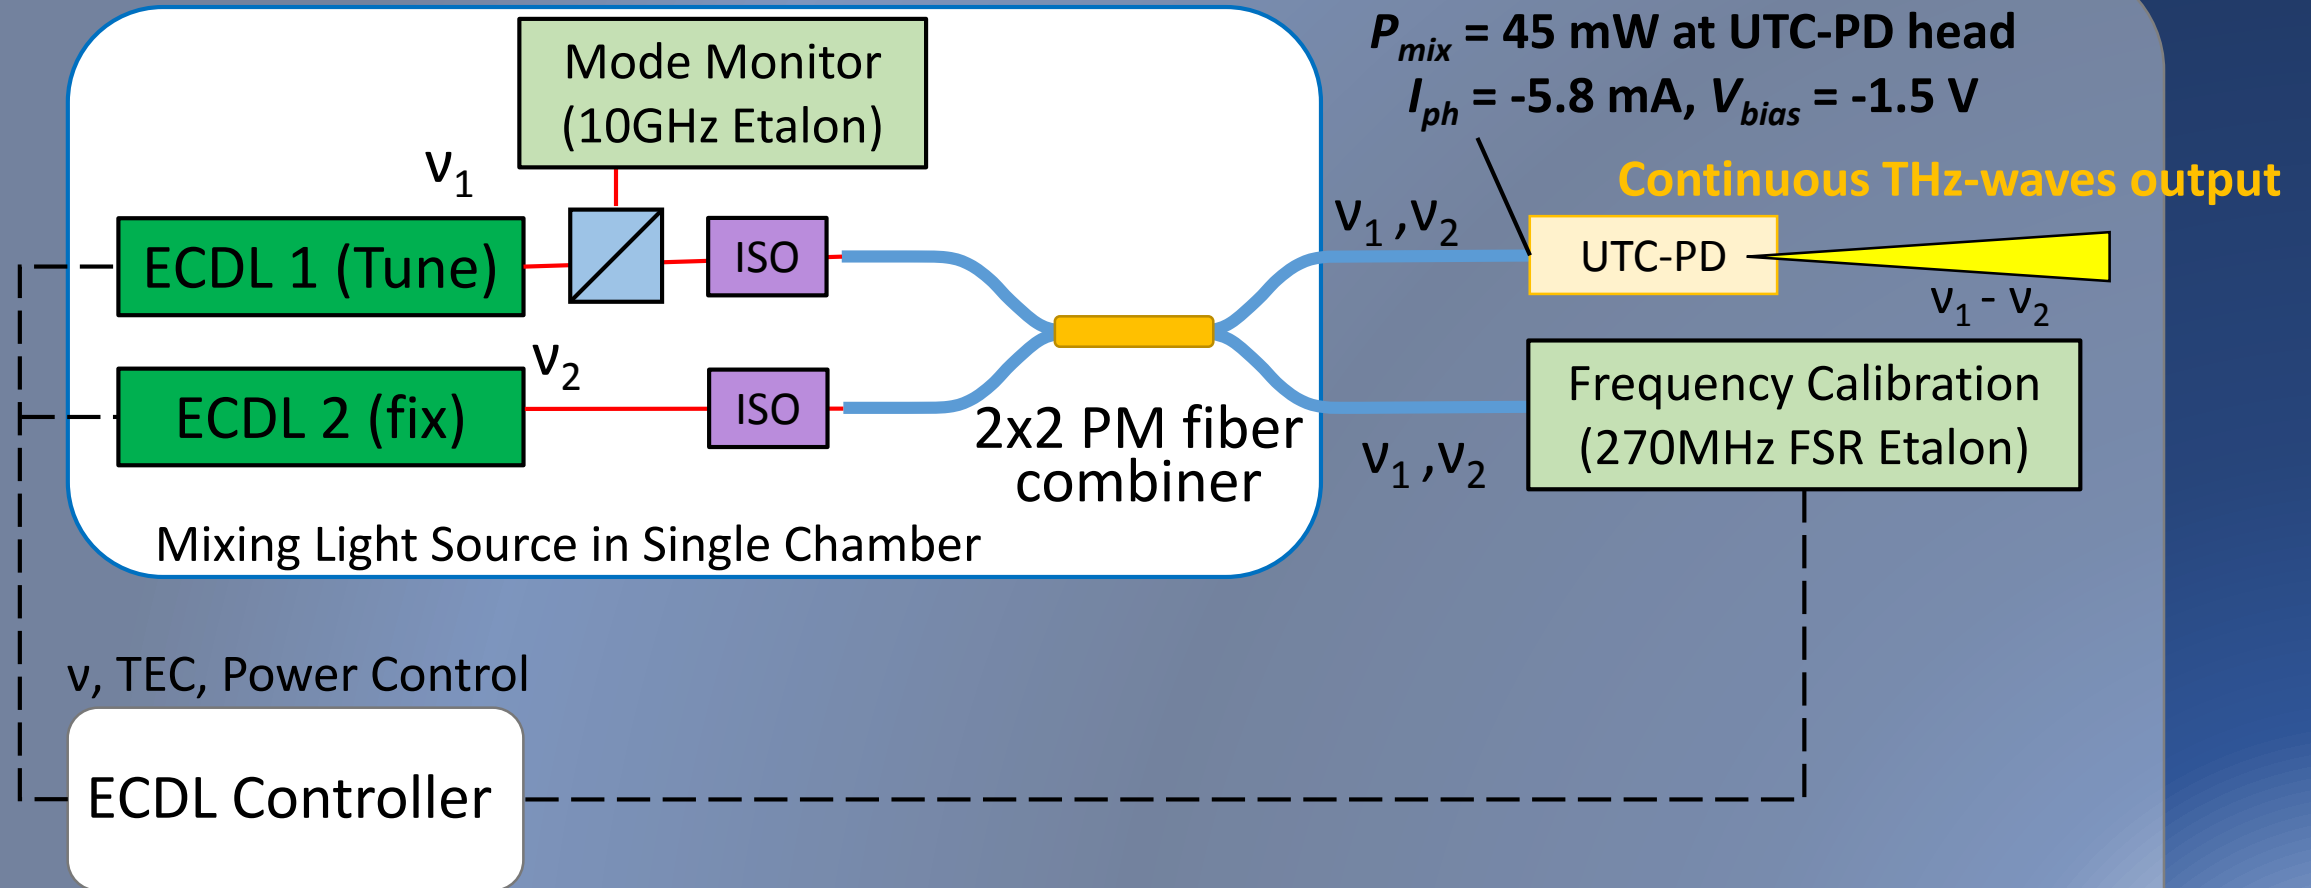 Mode Monitor
(10GHz Etalon)
P_mix = 45 mW at UTC-PD head
I_ph = -5.8 mA, V_bias = -1.5 V
ν1
Continuous THz-waves output
ECDL 1 (Tune)
ISO
ν1 ,ν2
UTC-PD
ν1 - ν2
ν2
ECDL 2 (fix)
ISO
2x2 PM fiber
combiner
ν1 ,ν2
Frequency Calibration
(270MHz FSR Etalon)
Mixing Light Source in Single Chamber
ν, TEC, Power Control
ECDL Controller